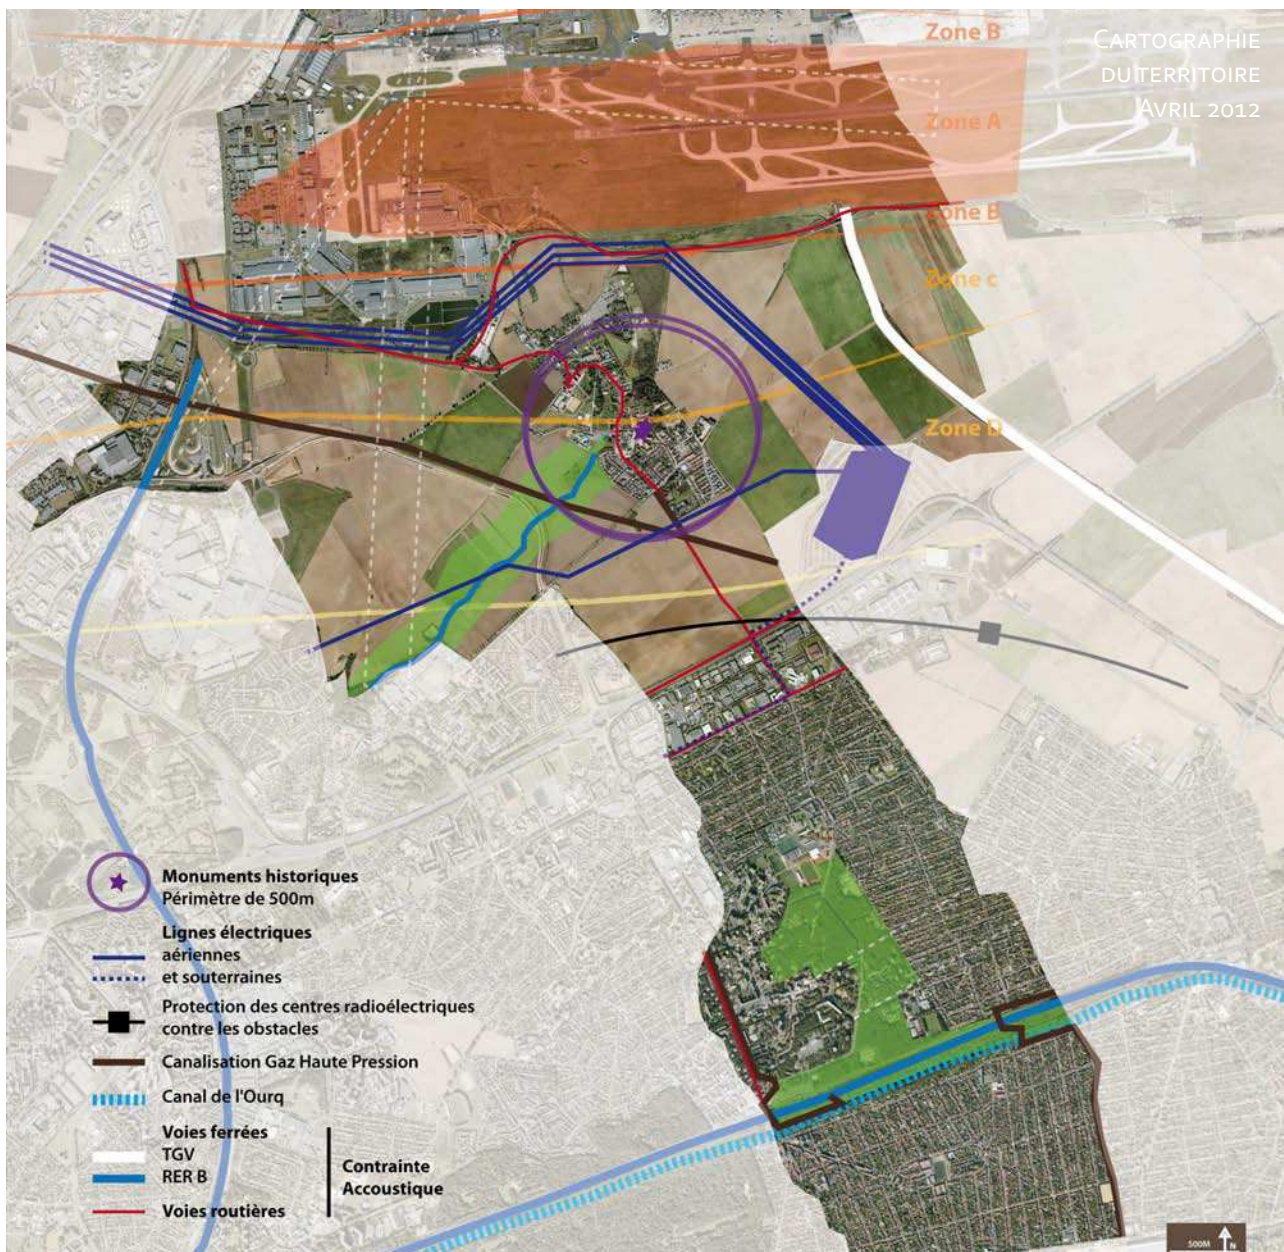 Zone B
CARTOGRAPHIE
DU TERRITOIRE
AVRIL 2012
Zone A
Zone B
Zone c
Zone D
Monuments historiques
Périmètre de 500m
Lignes électriques
aériennes
et souterraines
Protection des centres radioélectriques
contre les obstacles
Canalisation Gaz Haute Pression
Canal de l'Ourq
Voies ferrées
TGV
RER B
Contrainte
Accoustique
Voies routières
500M
N